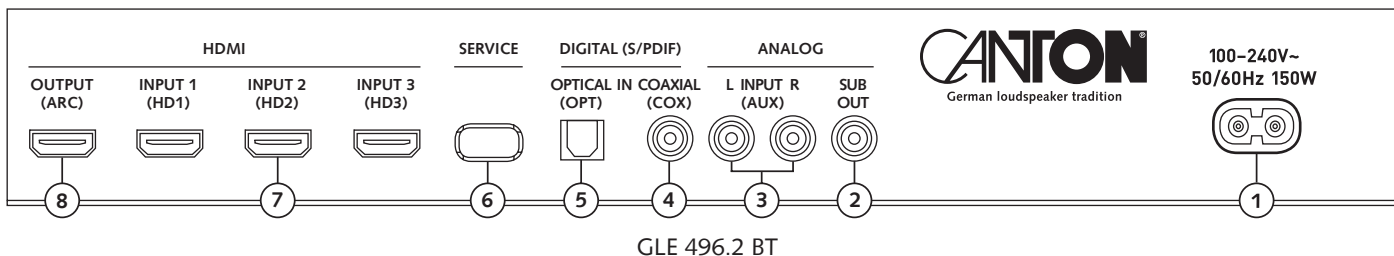 HDMI SERVICE DIGITAL (S/PDIF) ANALOG
OUTPUT (ARC)
INPUT 1 (HD1)
INPUT 2 (HD2)
INPUT 3 (HD3)
OPTICAL IN (OPT)
COAXIAL (COX)
L INPUT R (AUX)
SUB OUT
CANTON®
German loudspeaker tradition
100–240V~
50/60Hz 150W
8 7 6 5 4 3 2 1
GLE 496.2 BT